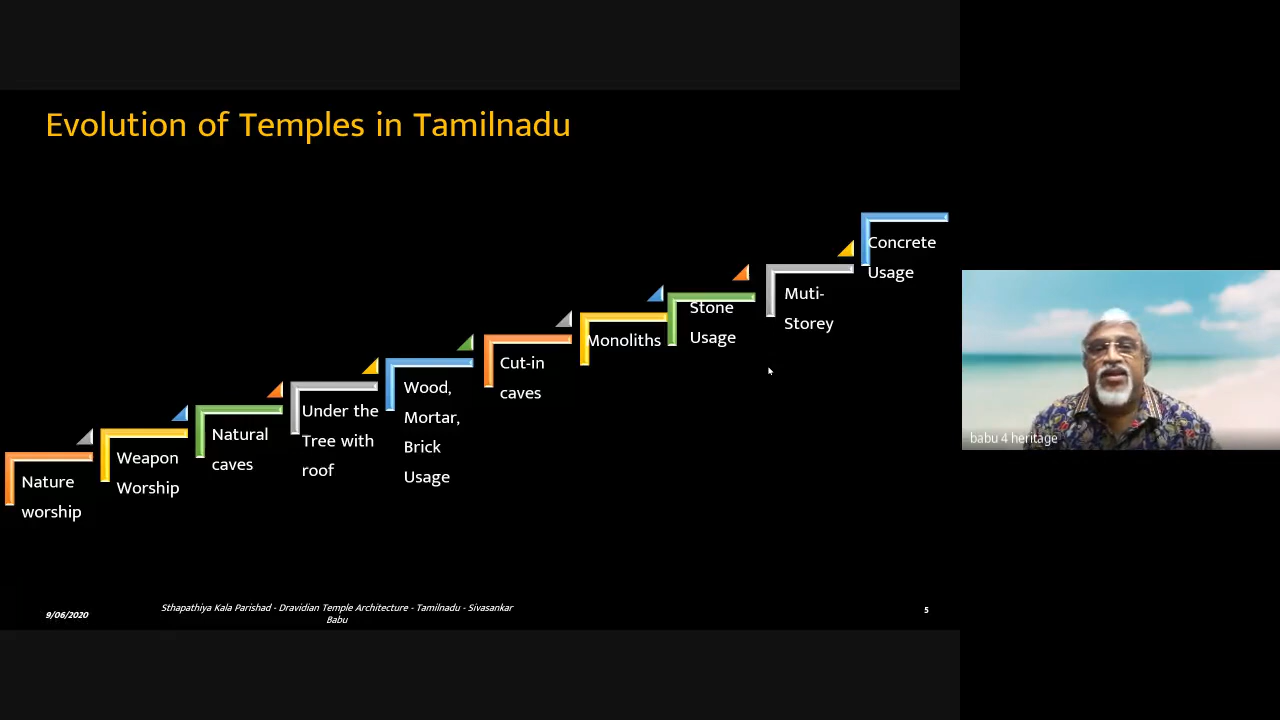 Evolution of Temples in Tamilnadu
Nature
worship
Weapon
Worship
Natural
caves
Under the
Tree with
roof
Wood,
Mortar,
Brick
Usage
Cut-in
caves
Monoliths
Stone
Usage
Muti-
Storey
Concrete
Usage
babu 4 heritage
9/06/2020
Sthapathiya Kala Parishad - Dravidian Temple Architecture - Tamilnadu - Sivasankar
Babu
5